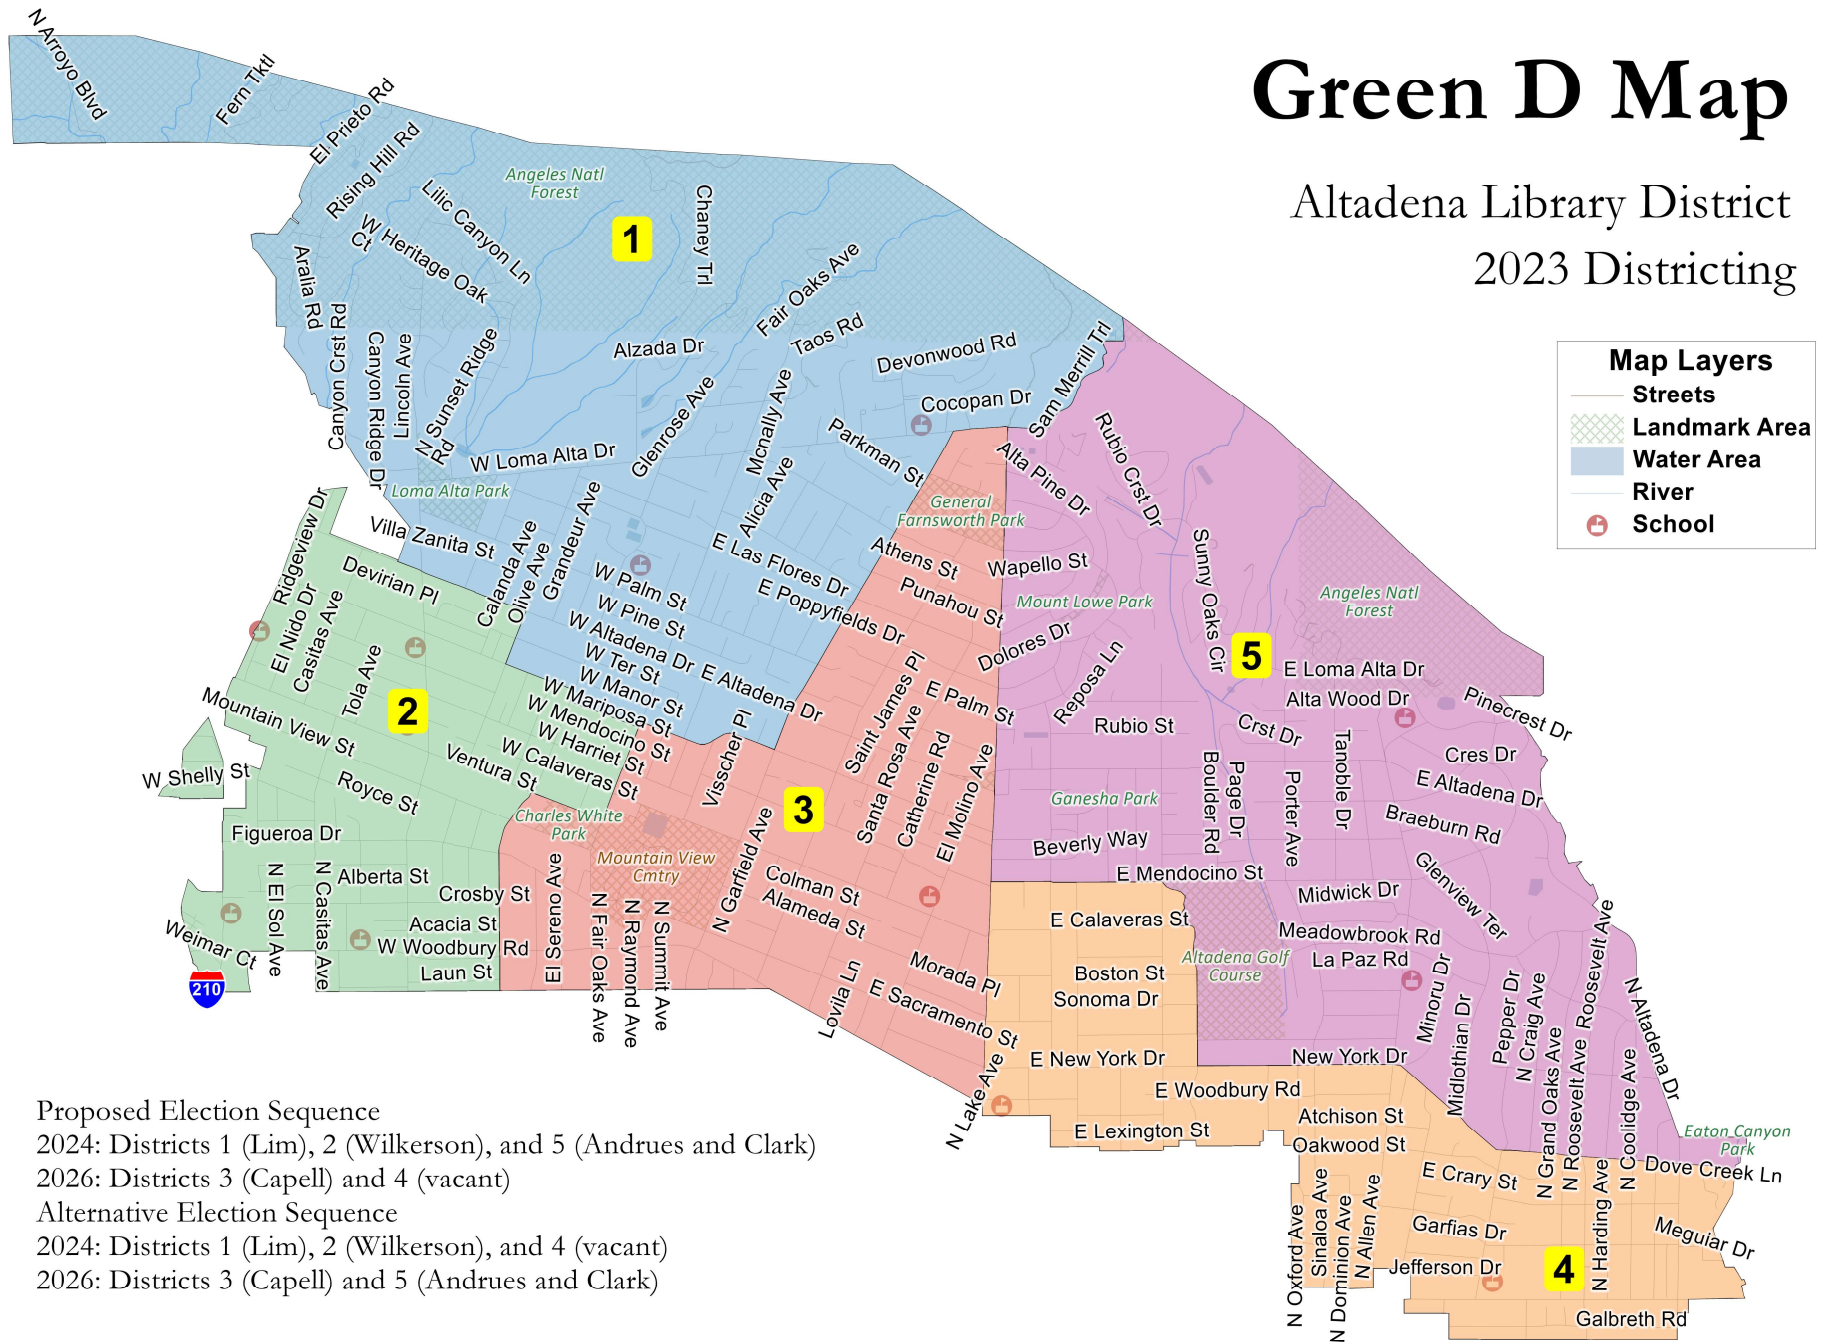 Green D Map
Altadena Library District
2023 Districting
Map Layers
Streets
Landmark Area
Water Area
River
School
N Arroyo Blvd
Fern Tktl
El Prieto Rd
Rising Hill Rd
Lilic Canyon Ln
W Heritage Oak
Ct
Angeles Natl
Forest
1
Chaney Trl
Fair Oaks Ave
Taos Rd
Alzada Dr
Devonwood Rd
Sam Merrill Trl
Cocopan Dr
Aralia Rd
Canyon Crst Rd
Canyon Ridge Dr
Lincoln Ave
N Sunset Ridge
Rd
W Loma Alta Dr
Loma Alta Park
Glenrose Ave
Mcnally Ave
Alicia Ave
Parkman St
Villa Zanita St
Calanda Ave
Olive Ave
Grandeur Ave
E Las Flores Dr
E Poppyfields Dr
W Palm St
W Pine St
W Altadena Dr
E Altadena Dr
W Ter St
W Manor St
W Mariposa St
W Mendocino St
W Harriet St
W Calaveras St
Ventura St
Ridgeview Dr
Devirian Pl
El Nido Dr
Casitas Ave
Tola Ave
2
Mountain View St
W Shelly St
Royce St
Figueroa Dr
N El Sol Ave
N Casitas Ave
Alberta St
Crosby St
Acacia St
W Woodbury Rd
Laun St
Weimar Ct
210
General
Farnsworth Park
Athens St
Punahou St
Saint James Pl
E Palm St
Santa Rosa Ave
Catherine Rd
El Molino Ave
Visscher Pl
3
Charles White
Park
Mountain View
Cmtry
N Garfield Ave
Colman St
Alameda St
El Sereno Ave
N Fair Oaks Ave
N Raymond Ave
N Summit Ave
Lovila Ln
Morada Pl
E Sacramento St
N Lake Ave
Alta Pine Dr
Rubio Crst Dr
Wapello St
Mount Lowe Park
Dolores Dr
Reposa Ln
Sunny Oaks Cir
5
Angeles Natl
Forest
E Loma Alta Dr
Alta Wood Dr
Pinecrest Dr
Rubio St
Crst Dr
Tanoble Dr
Cres Dr
E Altadena Dr
Ganesha Park
Boulder Rd
Page Dr
Porter Ave
Braeburn Rd
Beverly Way
E Mendocino St
Midwick Dr
Glenview Ter
Meadowbrook Rd
La Paz Rd
Altadena Golf
Course
Minoru Dr
Midlothian Dr
Pepper Dr
N Craig Ave
N Grand Oaks Ave
N Roosevelt Ave
Roosevelt Ave
N Coolidge Ave
N Altadena Dr
New York Dr
Eaton Canyon
Park
Dove Creek Ln
E Calaveras St
Boston St
Sonoma Dr
E New York Dr
E Woodbury Rd
E Lexington St
Atchison St
Oakwood St
E Crary St
N Oxford Ave
Sinaloa Ave
N Dominion Ave
N Allen Ave
Garfias Dr
Jefferson Dr
4
N Harding Ave
Meguiar Dr
Galbreth Rd
Proposed Election Sequence
2024: Districts 1 (Lim), 2 (Wilkerson), and 5 (Andrues and Clark)
2026: Districts 3 (Capell) and 4 (vacant)
Alternative Election Sequence
2024: Districts 1 (Lim), 2 (Wilkerson), and 4 (vacant)
2026: Districts 3 (Capell) and 5 (Andrues and Clark)